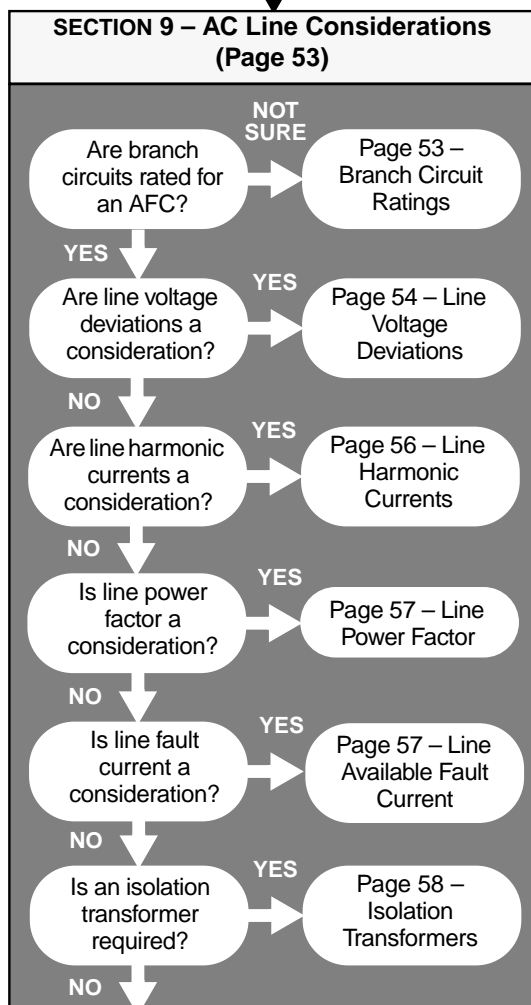 SECTION 9 – AC Line Considerations
(Page 53)
NOT
SURE
Are branch
circuits rated for
an AFC?
Page 53 –
Branch Circuit
Ratings
YES
Are line voltage
deviations a
consideration?
YES
Page 54 – Line
Voltage
Deviations
NO
Are line harmonic
currents a
consideration?
YES
Page 56 – Line
Harmonic
Currents
NO
Is line power
factor a
consideration?
YES
Page 57 – Line
Power Factor
NO
Is line fault
current a
consideration?
YES
Page 57 – Line
Available Fault
Current
NO
Is an isolation
transformer
required?
YES
Page 58 –
Isolation
Transformers
NO